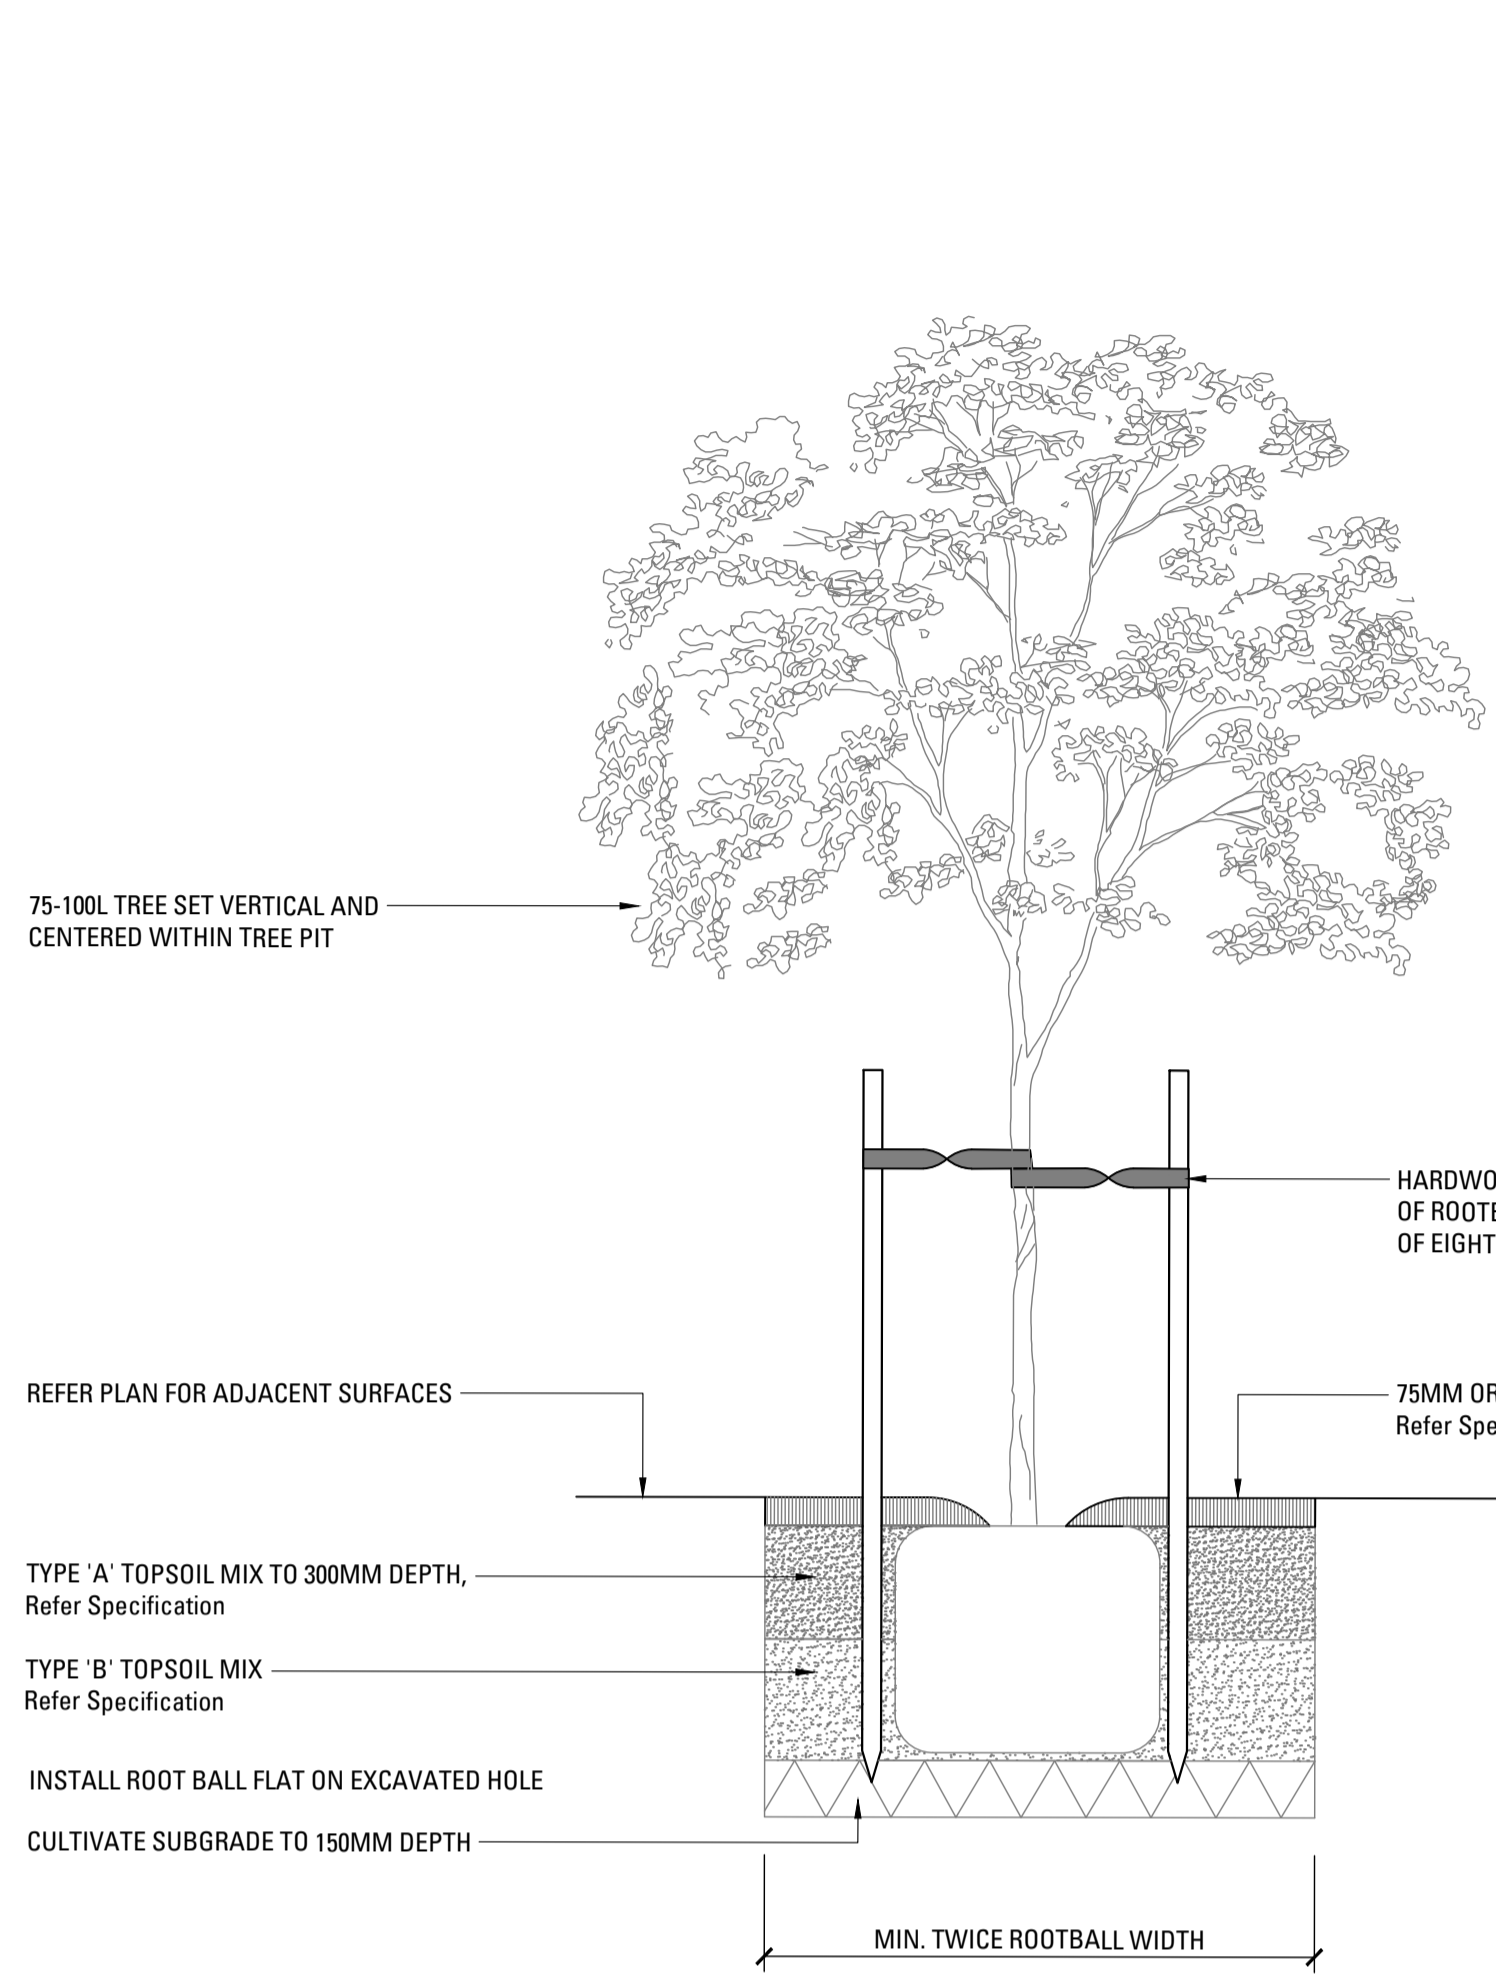 75-100L TREE SET VERTICAL AND
CENTERED WITHIN TREE PIT
HARDWO
OF ROOTB
OF EIGHT
REFER PLAN FOR ADJACENT SURFACES
75MM OR
Refer Spe
TYPE 'A' TOPSOIL MIX TO 300MM DEPTH,
Refer Specification
TYPE 'B' TOPSOIL MIX
Refer Specification
INSTALL ROOT BALL FLAT ON EXCAVATED HOLE
CULTIVATE SUBGRADE TO 150MM DEPTH
MIN. TWICE ROOTBALL WIDTH